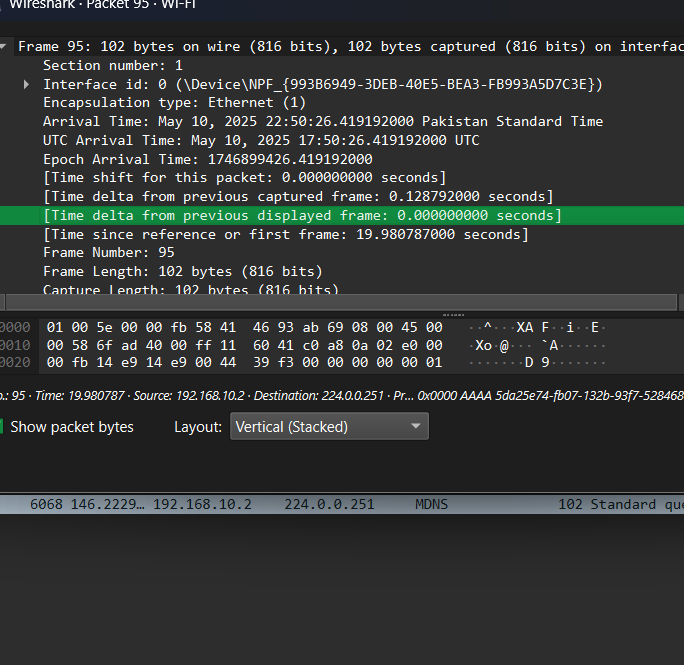 Wireshark · Packet 95 · Wi-Fi
Frame 95: 102 bytes on wire (816 bits), 102 bytes captured (816 bits) on interfac
Section number: 1
Interface id: 0 (\Device\NPF_{993B6949-3DEB-40E5-BEA3-FB993A5D7C3E})
Encapsulation type: Ethernet (1)
Arrival Time: May 10, 2025 22:50:26.419192000 Pakistan Standard Time
UTC Arrival Time: May 10, 2025 17:50:26.419192000 UTC
Epoch Arrival Time: 1746899426.419192000
[Time shift for this packet: 0.000000000 seconds]
[Time delta from previous captured frame: 0.128792000 seconds]
[Time delta from previous displayed frame: 0.000000000 seconds]
[Time since reference or first frame: 19.980787000 seconds]
Frame Number: 95
Frame Length: 102 bytes (816 bits)
Capture Length: 102 bytes (816 bits)
0000 01 00 5e 00 00 fb 58 41 46 93 ab 69 08 00 45 00 ··^···XA F··i··E·
0010 00 58 6f ad 40 00 ff 11 60 41 c0 a8 0a 02 e0 00 ·Xo·@··· `A······
0020 00 fb 14 e9 14 e9 00 44 39 f3 00 00 00 00 00 01 ·······D 9·······
o.: 95 · Time: 19.980787 · Source: 192.168.10.2 · Destination: 224.0.0.251 · Pr... 0x0000 AAAA 5da25e74-fb07-132b-93f7-528468
Show packet bytes Layout: Vertical (Stacked)
6068 146.2229… 192.168.10.2 224.0.0.251 MDNS 102 Standard que